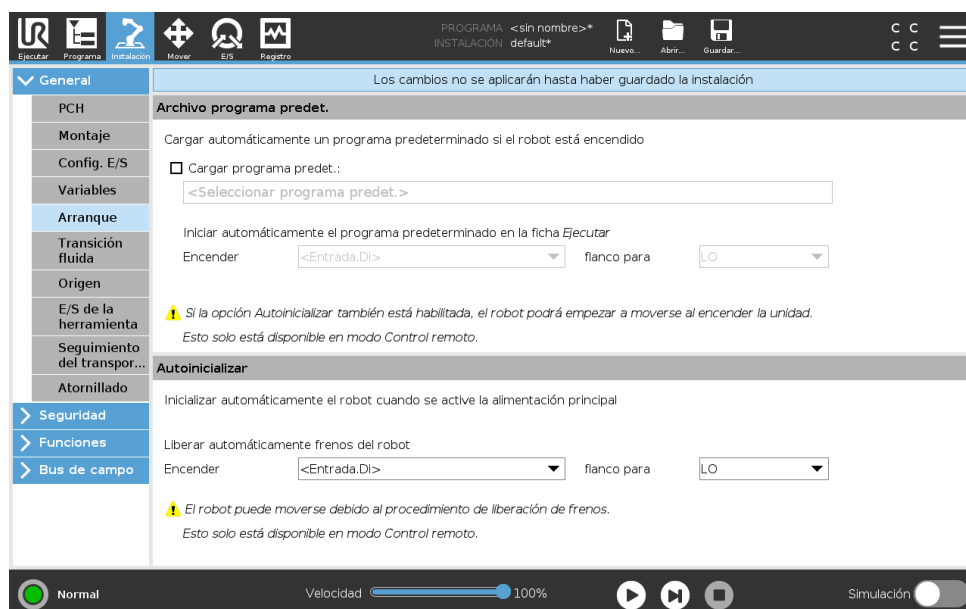 PROGRAMA <sin nombre>*
INSTALACIÓN default*
Ejecutar Programa Instalación Mover E/S Registro Nuevo... Abrir... Guardar...
C C
C C
General
Los cambios no se aplicarán hasta haber guardado la instalación
PCH
Montaje
Config. E/S
Variables
Arranque
Transición
fluida
Origen
E/S de la
herramienta
Seguimiento
del transpor...
Atornillado
Seguridad
Funciones
Bus de campo
Archivo programa predet.
Cargar automáticamente un programa predeterminado si el robot está encendido
Cargar programa predet.:
<Seleccionar programa predet.>
Iniciar automáticamente el programa predeterminado en la ficha Ejecutar
Encender <Entrada.Di> flanco para LO
Si la opción Autoinicializar también está habilitada, el robot podrá empezar a moverse al encender la unidad.
Esto solo está disponible en modo Control remoto.
Autoinicializar
Inicializar automáticamente el robot cuando se active la alimentación principal
Liberar automáticamente frenos del robot
Encender <Entrada.Di> flanco para LO
El robot puede moverse debido al procedimiento de liberación de frenos.
Esto solo está disponible en modo Control remoto.
Normal Velocidad 100% Simulación